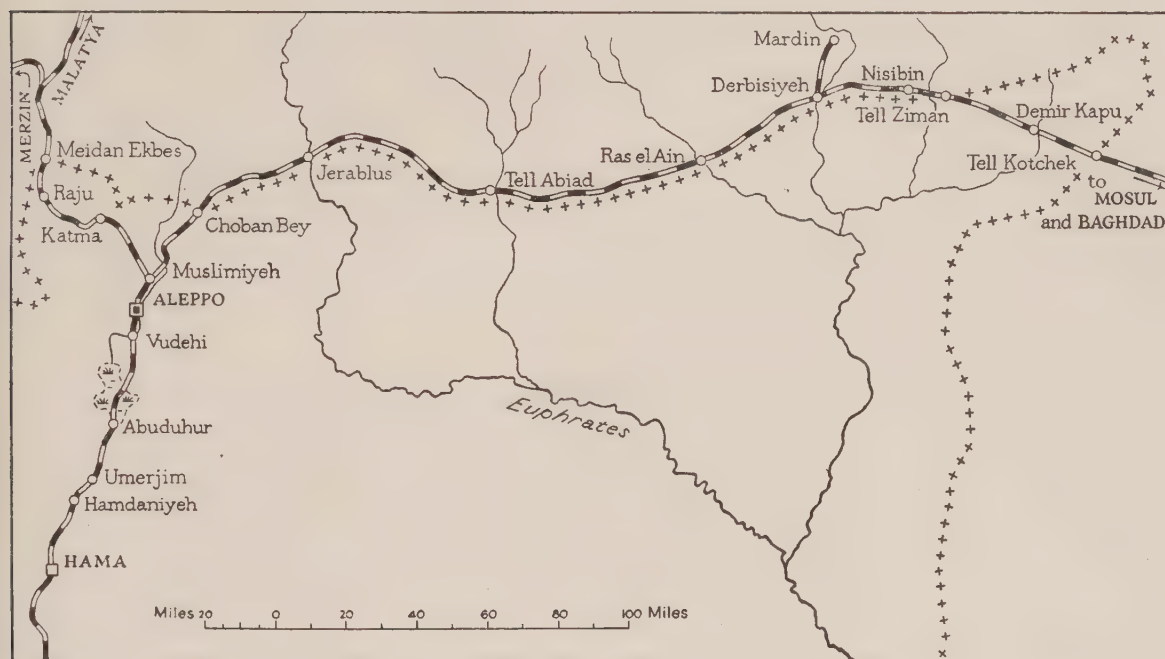 Mardin
MALATYA
Derbisiyeh
Nisibin
MERZIN
Tell Ziman
Demir Kapu
Meidan Ekbes
Jerablus
Ras el Ain
Tell Kotchek
Raju
Tell Abiad
to
MOSUL
and BAGHDAD
Katma
Choban Bey
Muslimiyeh
ALEPPO
Vudehi
Euphrates
Abuduhur
Umerjim
Hamdaniyeh
HAMA
Miles 20 0 20 40 60 80 100 Miles